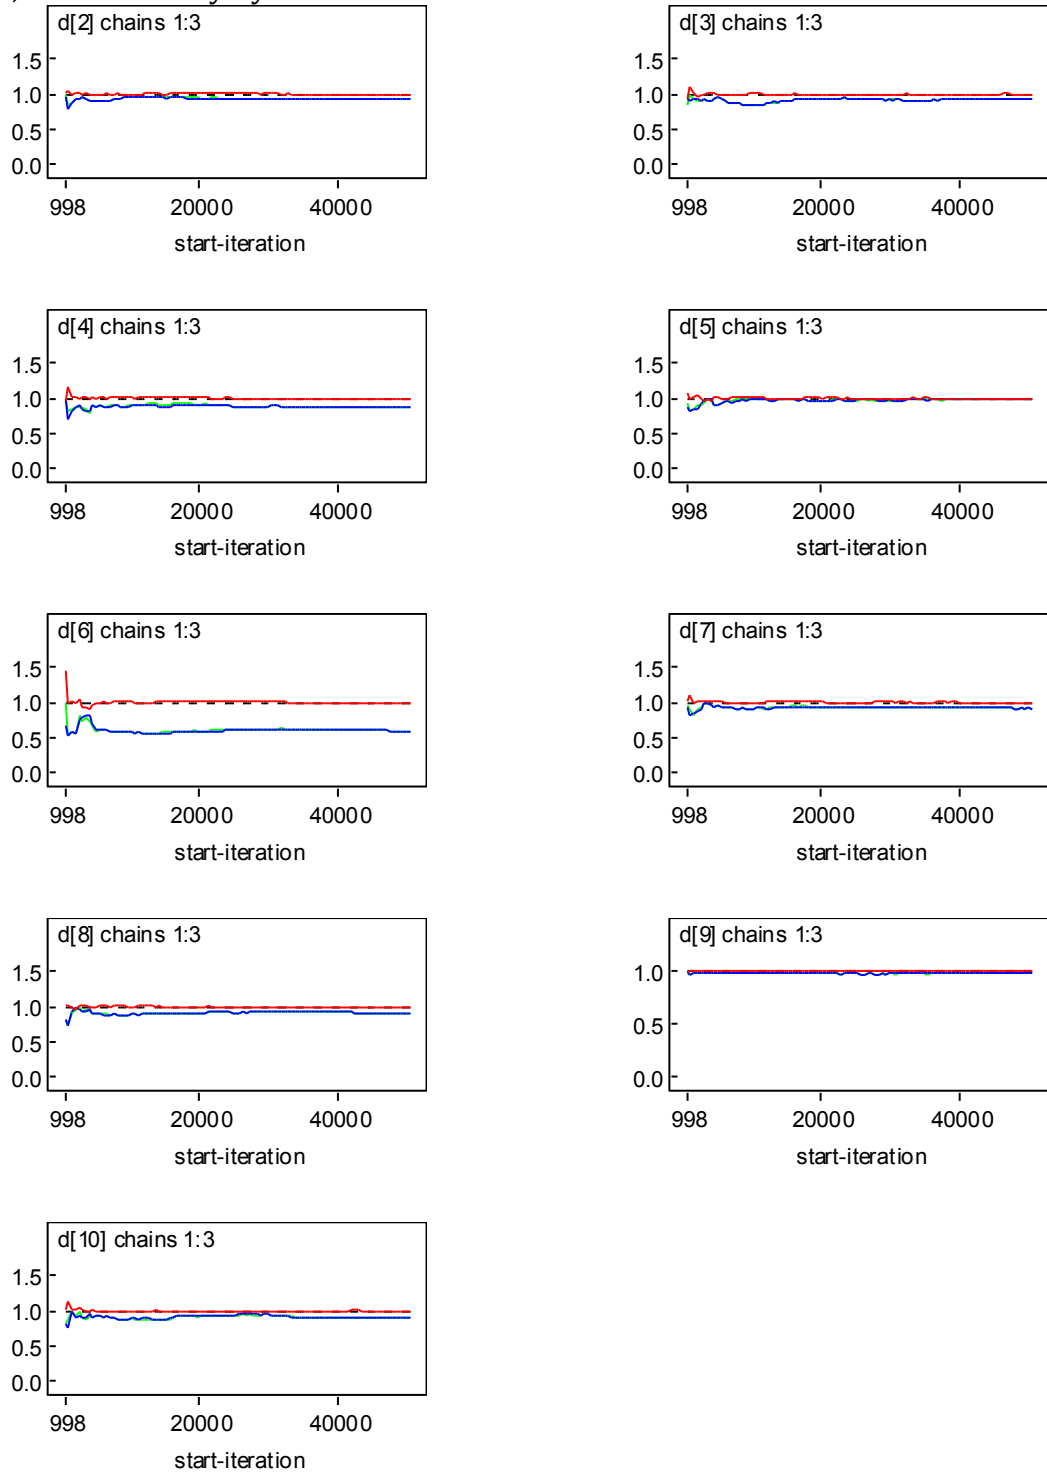 d[2] chains 1:3
1.5
1.0
0.5
0.0
998 20000 40000
start-iteration
d[3] chains 1:3
1.5
1.0
0.5
0.0
998 20000 40000
start-iteration
d[4] chains 1:3
1.5
1.0
0.5
0.0
998 20000 40000
start-iteration
d[5] chains 1:3
1.5
1.0
0.5
0.0
998 20000 40000
start-iteration
d[6] chains 1:3
1.5
1.0
0.5
0.0
998 20000 40000
start-iteration
d[7] chains 1:3
1.5
1.0
0.5
0.0
998 20000 40000
start-iteration
d[8] chains 1:3
1.5
1.0
0.5
0.0
998 20000 40000
start-iteration
d[9] chains 1:3
1.0
0.5
0.0
998 20000 40000
start-iteration
d[10] chains 1:3
1.5
1.0
0.5
0.0
998 20000 40000
start-iteration